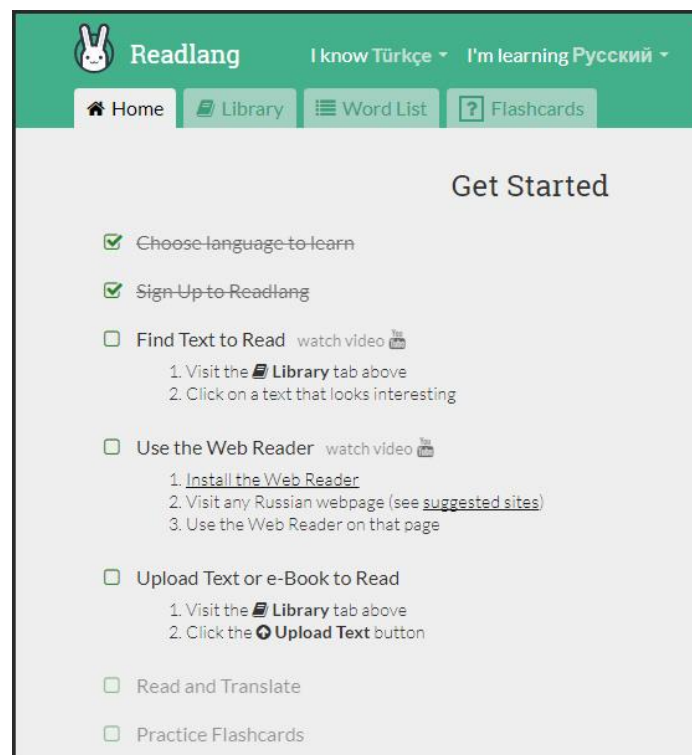 Readlang I know Türkçe I'm learning Русский
Home Library Word List ? Flashcards
Get Started
Choose language to learn
Sign Up to Readlang
Find Text to Read watch video You Tube
1. Visit the Library tab above
2. Click on a text that looks interesting
Use the Web Reader watch video You Tube
1. Install the Web Reader
2. Visit any Russian webpage (see suggested sites)
3. Use the Web Reader on that page
Upload Text or e-Book to Read
1. Visit the Library tab above
2. Click the Upload Text button
Read and Translate
Practice Flashcards